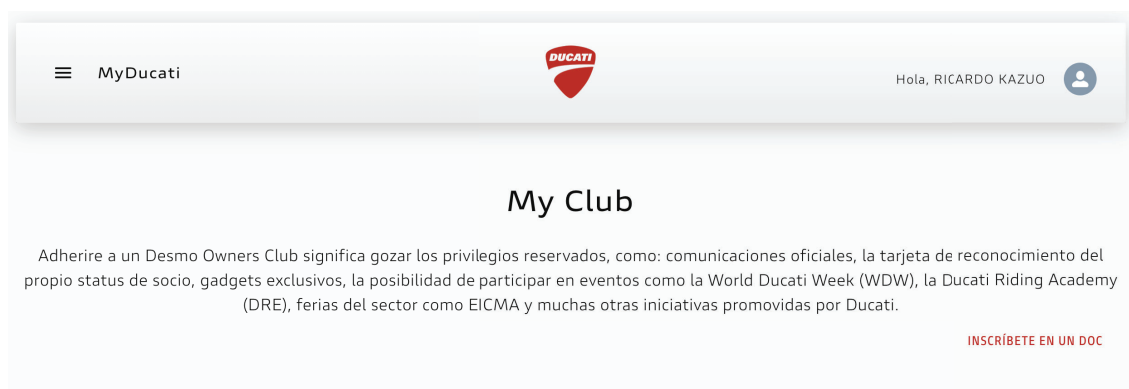 MyDucati
DUCATI
Hola, RICARDO KAZUO
My Club
Adherire a un Desmo Owners Club significa gozar los privilegios reservados, como: comunicaciones oficiales, la tarjeta de reconocimiento del
propio status de socio, gadgets exclusivos, la posibilidad de participar en eventos como la World Ducati Week (WDW), la Ducati Riding Academy
(DRE), ferias del sector como EICMA y muchas otras iniciativas promovidas por Ducati.
INSCRÍBETE EN UN DOC